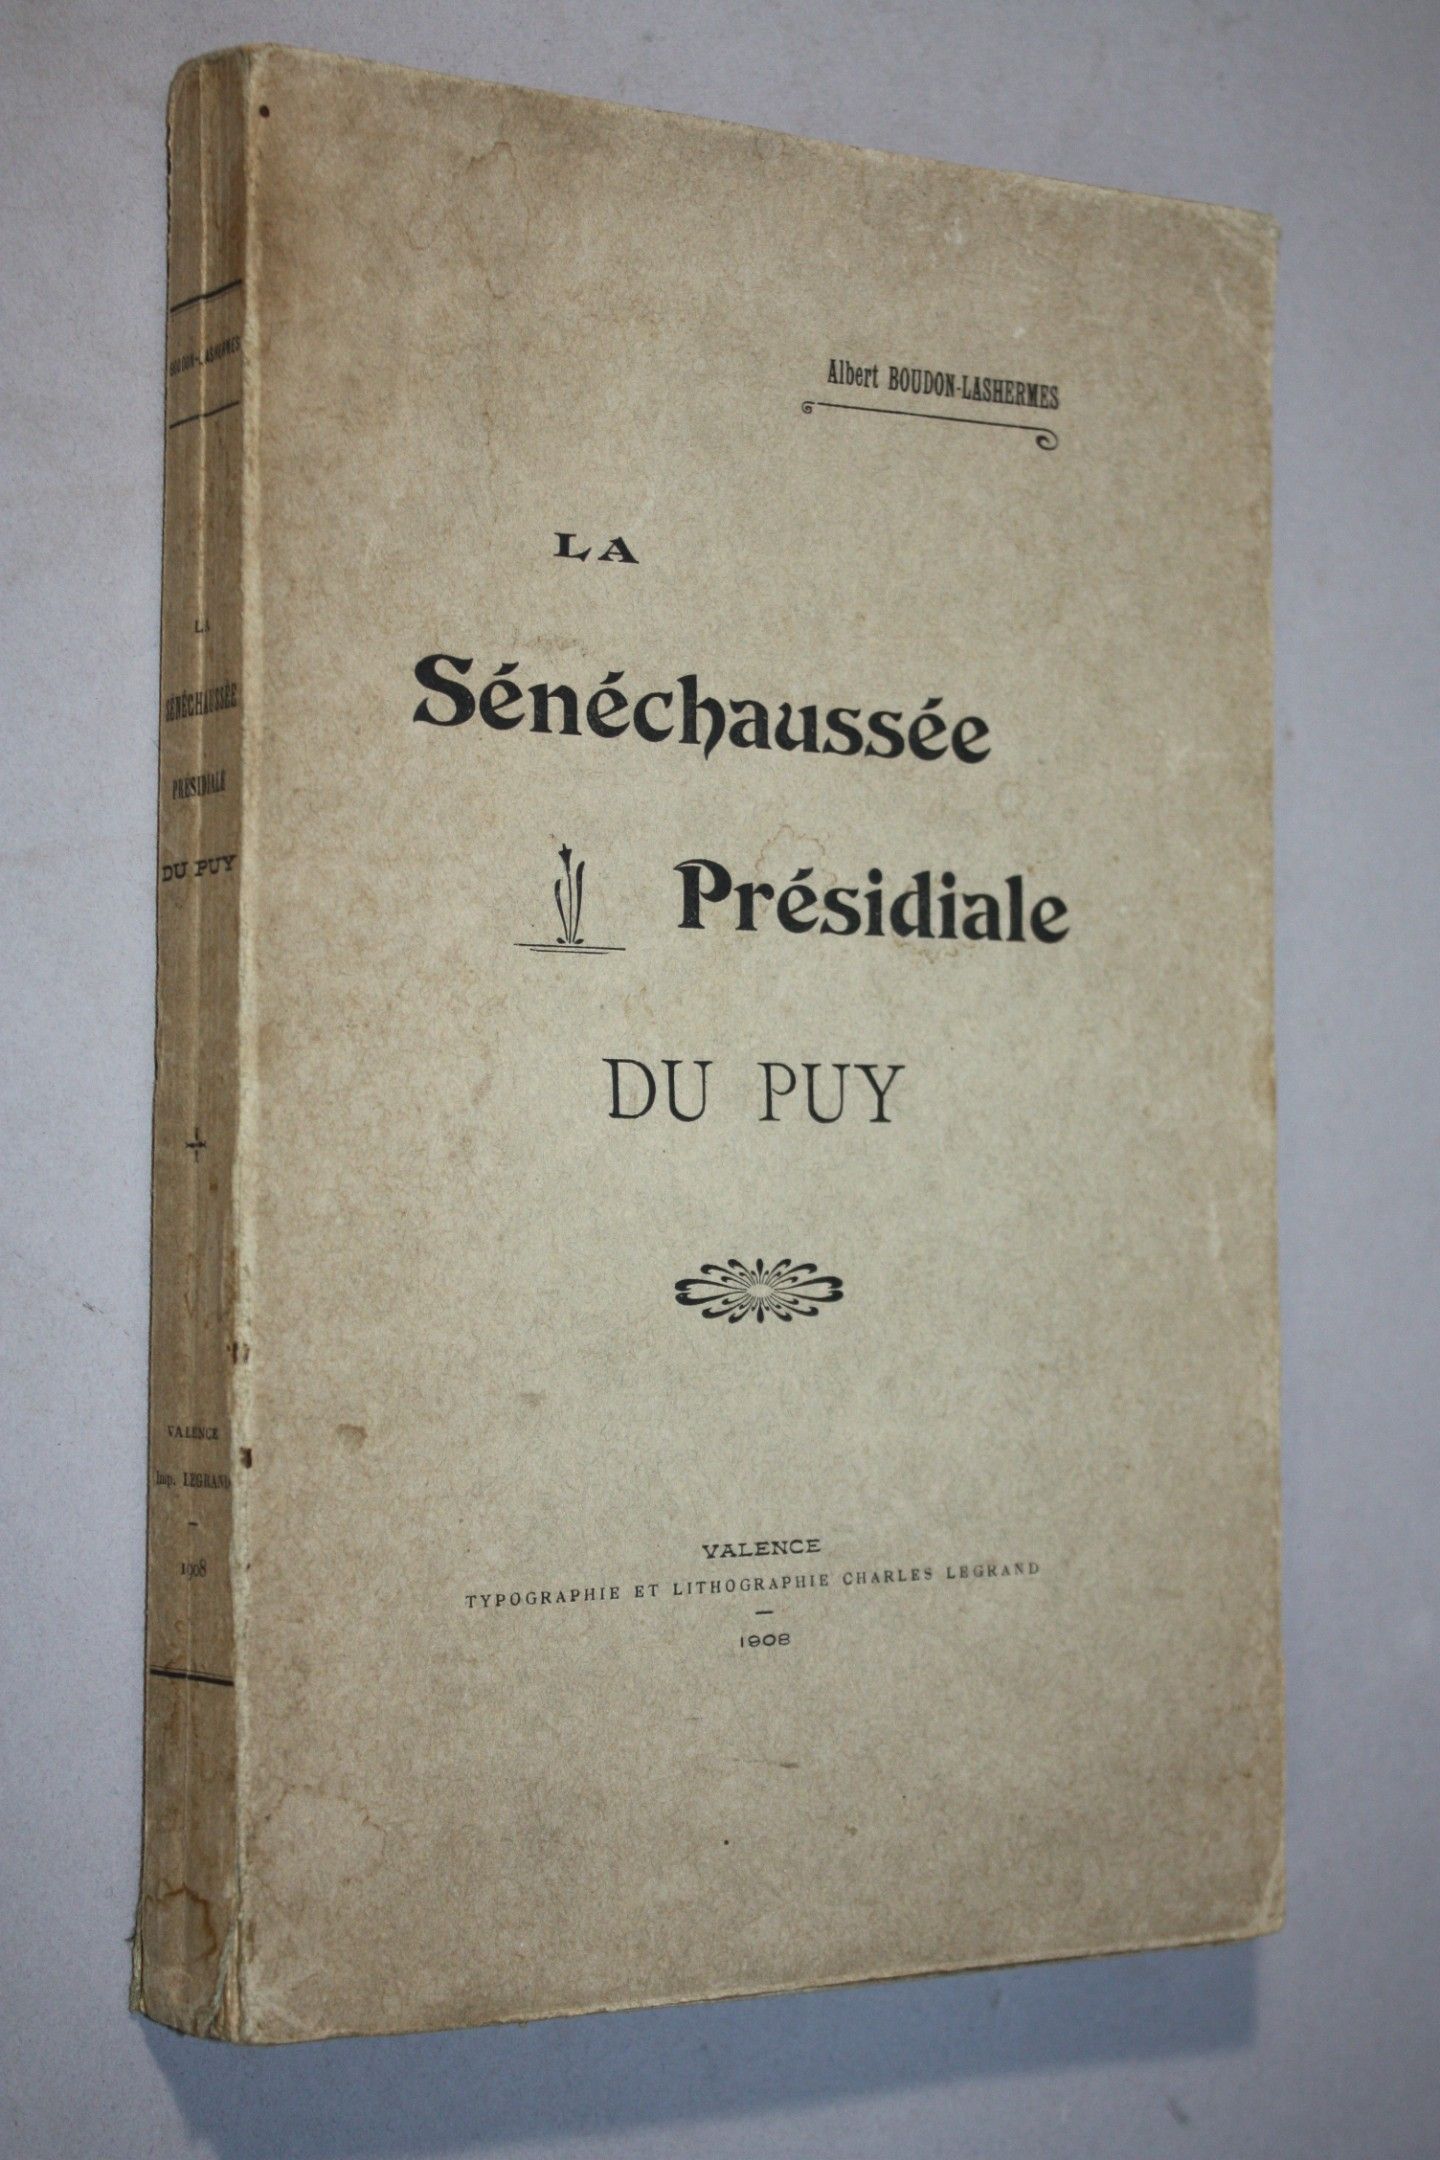 Albert BOUDON-LASHERMES
LA
Sénéchaussée
Présidiale
DU PUY
VALENCE
TYPOGRAPHIE ET LITHOGRAPHIE CHARLES LEGRAND
1908
BOUDON-LASHERMES
LA
SÉNÉCHAUSSÉE
PRÉSIDIALE
DU PUY
VALENCE
Imp. LEGRAND
1908